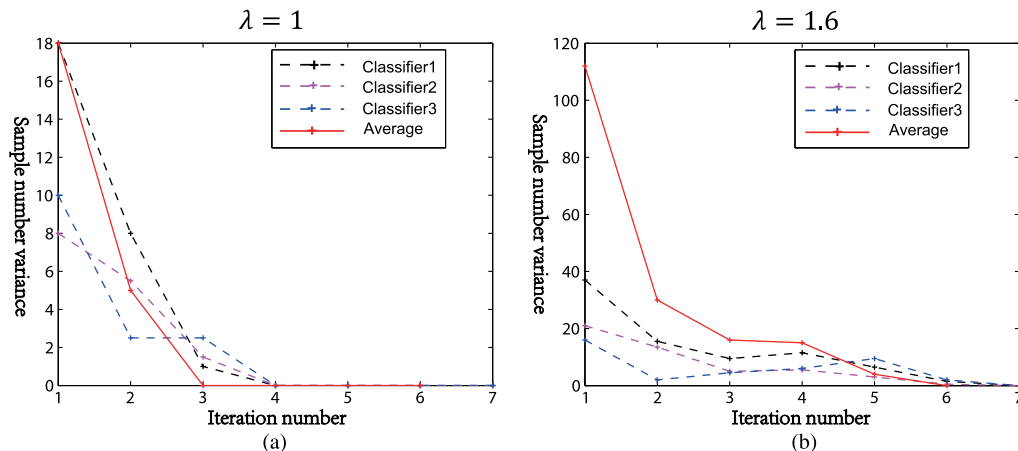 λ = 1
18
16
14
12
10
8
6
4
2
0
Sample number variance
Classifier1
Classifier2
Classifier3
Average
1 2 3 4 5 6 7
Iteration number
(a)
λ = 1.6
120
100
80
60
40
20
0
Sample number variance
Classifier1
Classifier2
Classifier3
Average
1 2 3 4 5 6 7
Iteration number
(b)